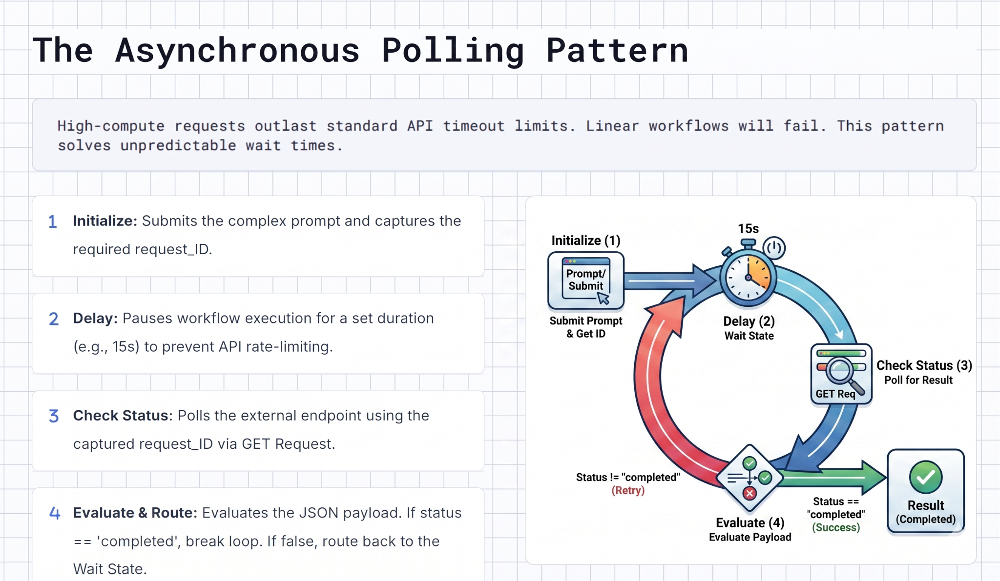 The Asynchronous Polling Pattern
High-compute requests outlast standard API timeout limits. Linear workflows will fail. This pattern
solves unpredictable wait times.
1 Initialize: Submits the complex prompt and captures the
required request_ID.
2 Delay: Pauses workflow execution for a set duration
(e.g., 15s) to prevent API rate-limiting.
3 Check Status: Polls the external endpoint using the
captured request_ID via GET Request.
4 Evaluate & Route: Evaluates the JSON payload. If status
== 'completed', break loop. If false, route back to the
Wait State.
Initialize (1)
Prompt/
Submit
Submit Prompt
& Get ID
15s
Delay (2)
Wait State
Check Status (3)
Poll for Result
GET Req
Status != "completed"
(Retry)
Evaluate (4)
Evaluate Payload
Status ==
"completed"
(Success)
Result
(Completed)